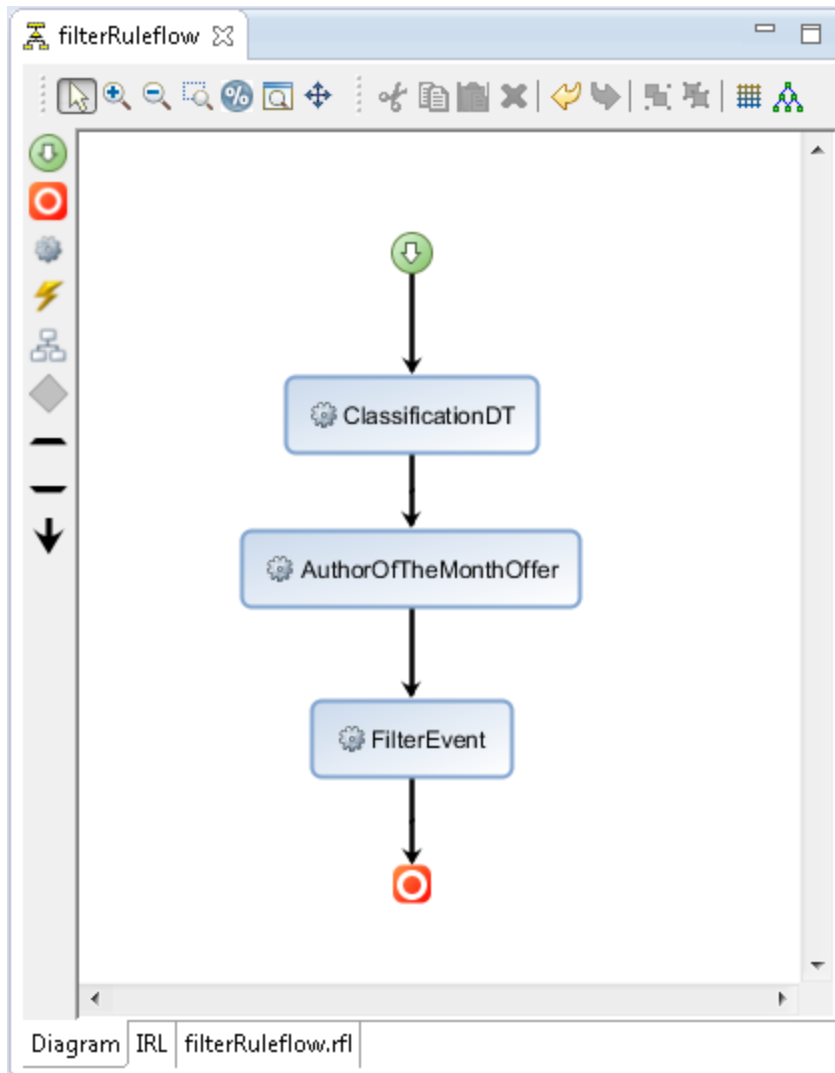 filterRuleflow
%
ClassificationDT
AuthorOfTheMonthOffer
FilterEvent
Diagram IRL filterRuleflow.rfl